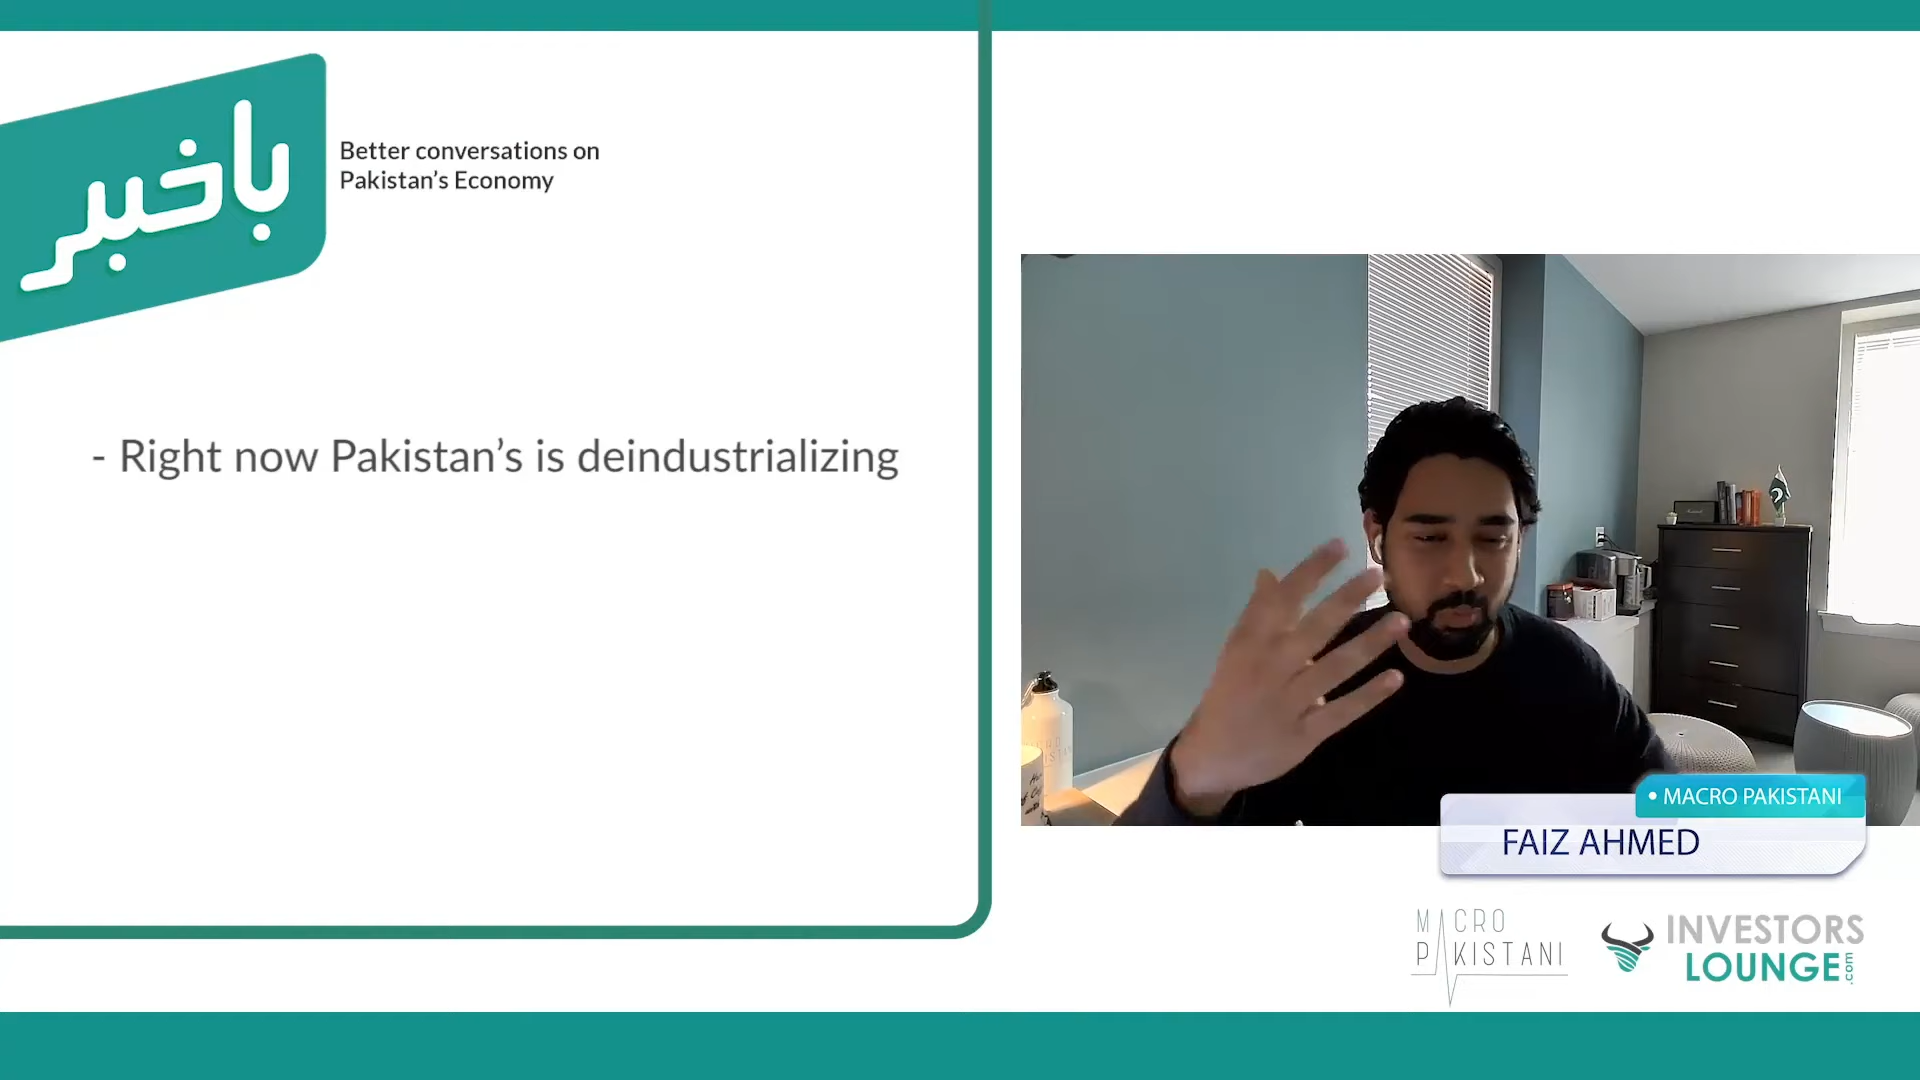 باخبر
Better conversations on
Pakistan’s Economy
- Right now Pakistan’s is deindustrializing
• MACRO PAKISTANI
FAIZ AHMED
MACRO
PAKISTANI
INVESTORS
LOUNGE.com